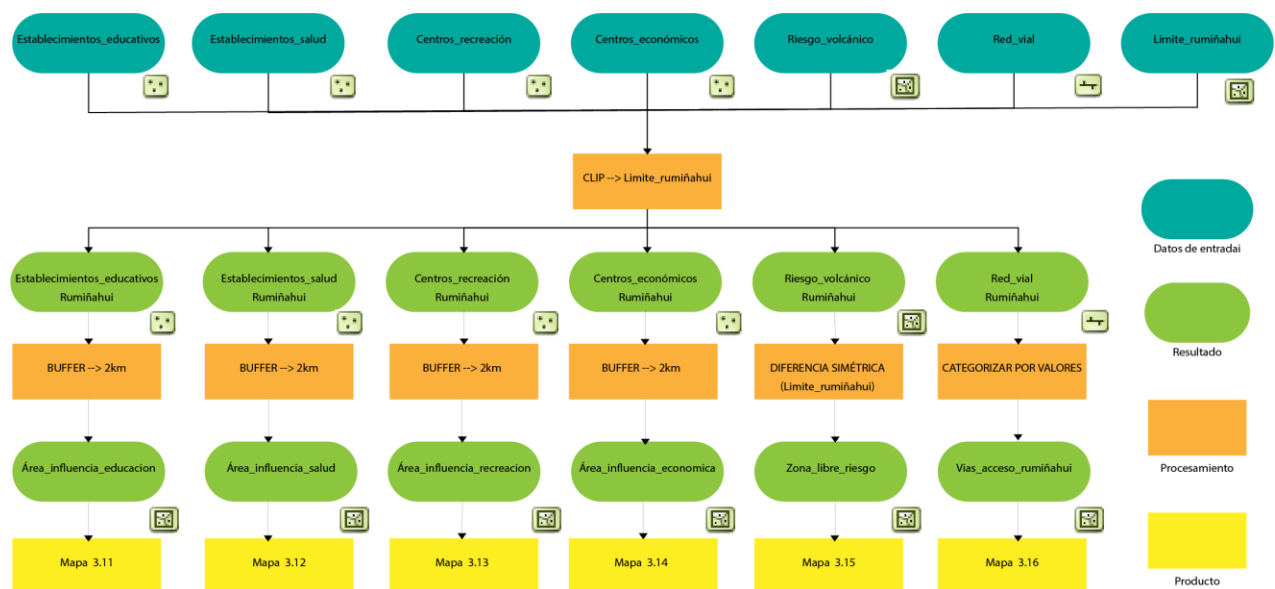 Establecimientos_educativos
Establecimientos_salud
Centros_recreación
Centros_económicos
Riesgo_volcánico
Red_vial
Limite_rumiñahui
CLIP --> Limite_rumiñahui
Establecimientos_educativos
Rumiñahui
Establecimientos_salud
Rumiñahui
Centros_recreación
Rumiñahui
Centros_económicos
Rumiñahui
Riesgo_volcánico
Rumiñahui
Red_vial
Rumiñahui
BUFFER --> 2km
BUFFER --> 2km
BUFFER --> 2km
BUFFER --> 2km
DIFERENCIA SIMÉTRICA
(Limite_rumiñahui)
CATEGORIZAR POR VALORES
Área_influencia_educacion
Área_influencia_salud
Área_influencia_recreacion
Área_influencia_economica
Zona_libre_riesgo
Vias_acceso_rumiñahui
Mapa 3.11
Mapa 3.12
Mapa 3.13
Mapa 3.14
Mapa 3.15
Mapa 3.16
Datos de entradai
Resultado
Procesamiento
Producto